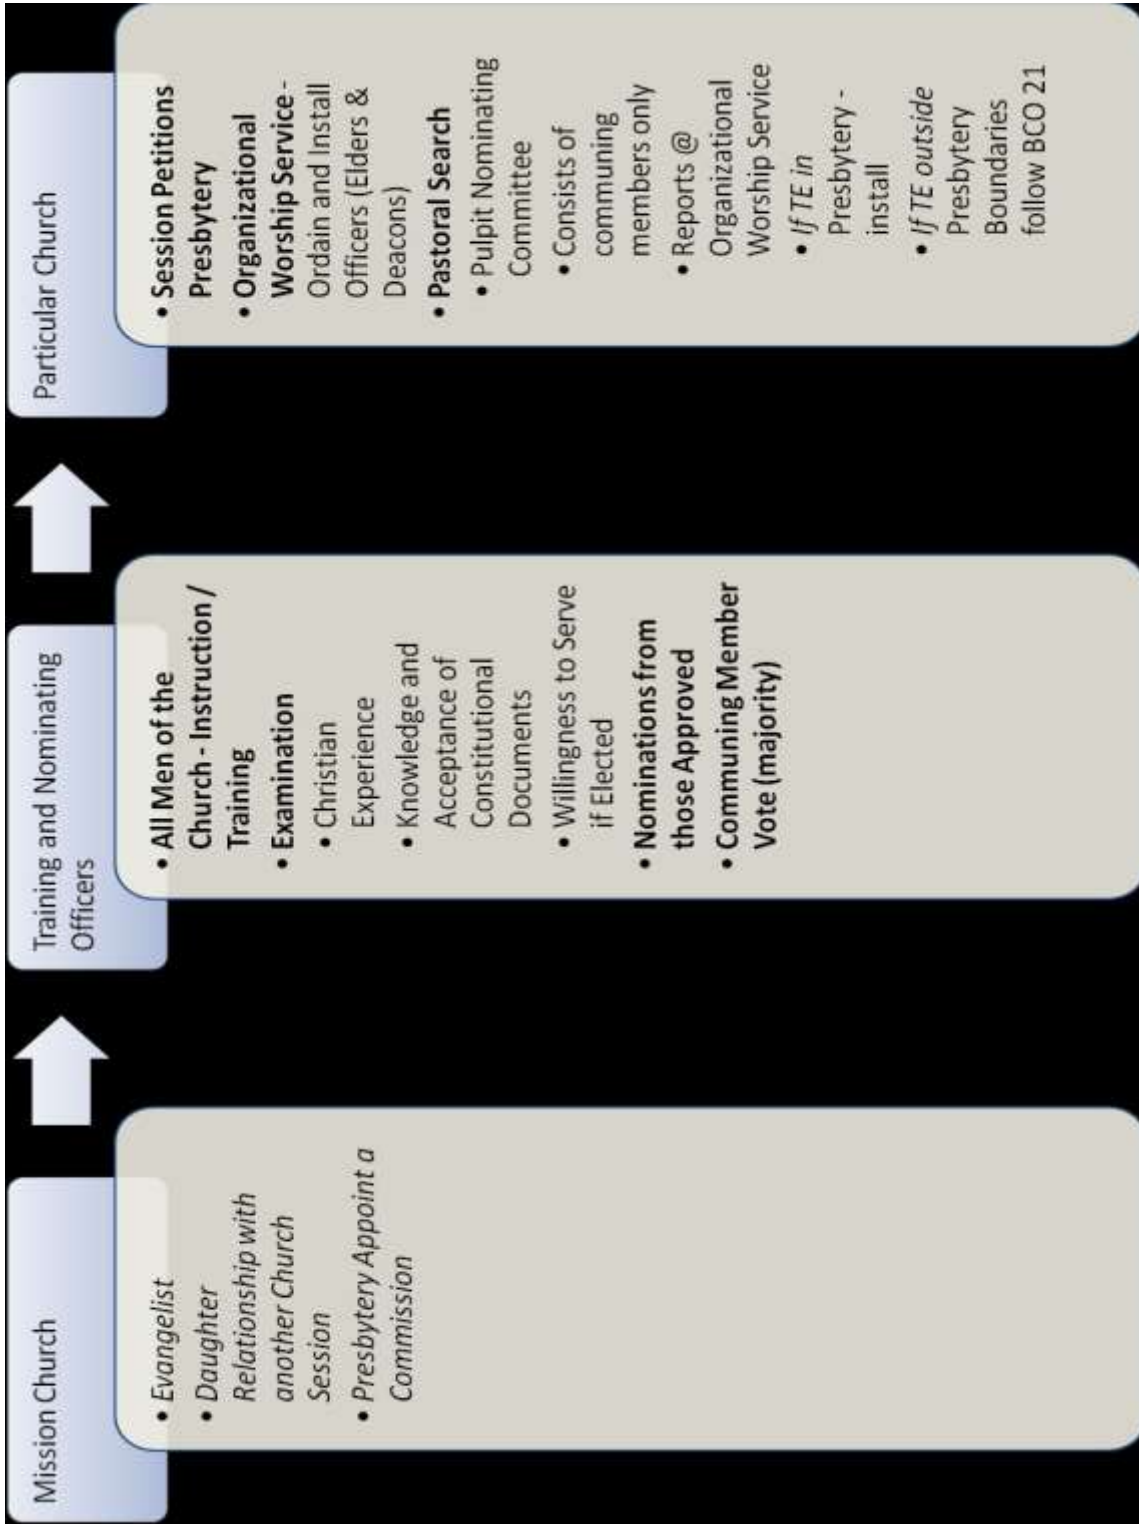 Mission Church
• Evangelist
• Daughter
Relationship with
another Church
Session
• Presbytery Appoint a
Commission
Training and Nominating
Officers
• All Men of the
Church - Instruction /
Training
• Examination
• Christian
Experience
• Knowledge and
Acceptance of
Constitutional
Documents
• Willingness to Serve
if Elected
• Nominations from
those Approved
• Communing Member
Vote (majority)
Particular Church
• Session Petitions
Presbytery
• Organizational
Worship Service -
Ordain and Install
Officers (Elders &
Deacons)
• Pastoral Search
• Pulpit Nominating
Committee
• Consists of
communing
members only
• Reports @
Organizational
Worship Service
• If TE in
Presbytery -
install
• If TE outside
Presbytery
Boundaries
follow BCO 21